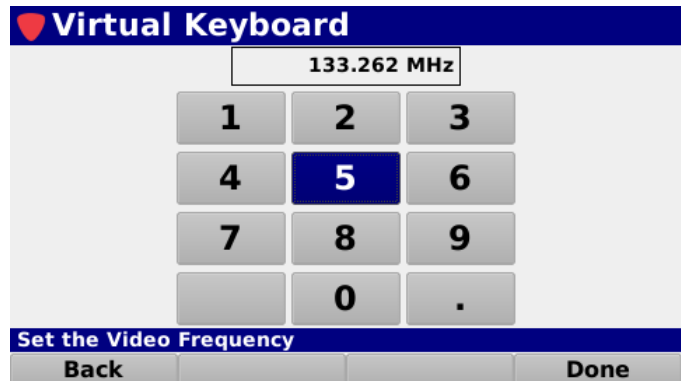 Virtual Keyboard
133.262 MHz
1 2 3
4 5 6
7 8 9
0 .
Set the Video Frequency
Back Done